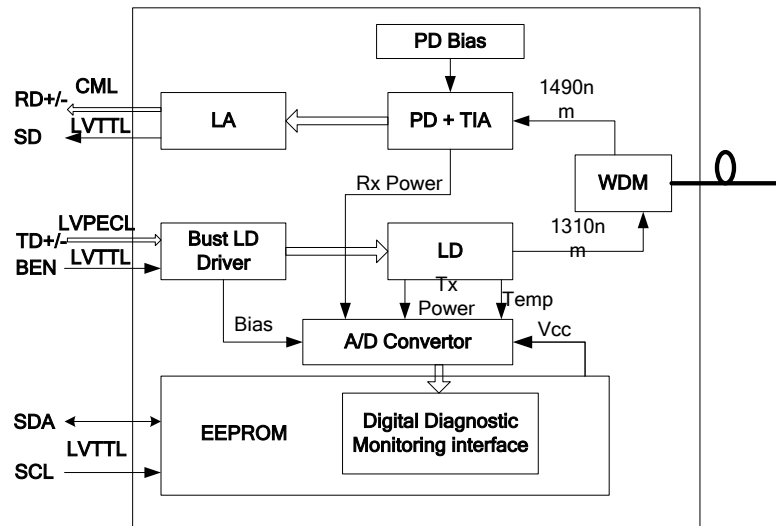 PD Bias
CML
RD+/-
LA
PD + TIA
1490n
m
LVTTL
SD
WDM
Rx Power
LVPECL
TD+/-
Bust LD
Driver
LD
1310n
m
LVTTL
BEN
Tx
Power
Temp
Bias
A/D Convertor
Vcc
SDA
EEPROM
Digital Diagnostic
Monitoring interface
LVTTL
SCL